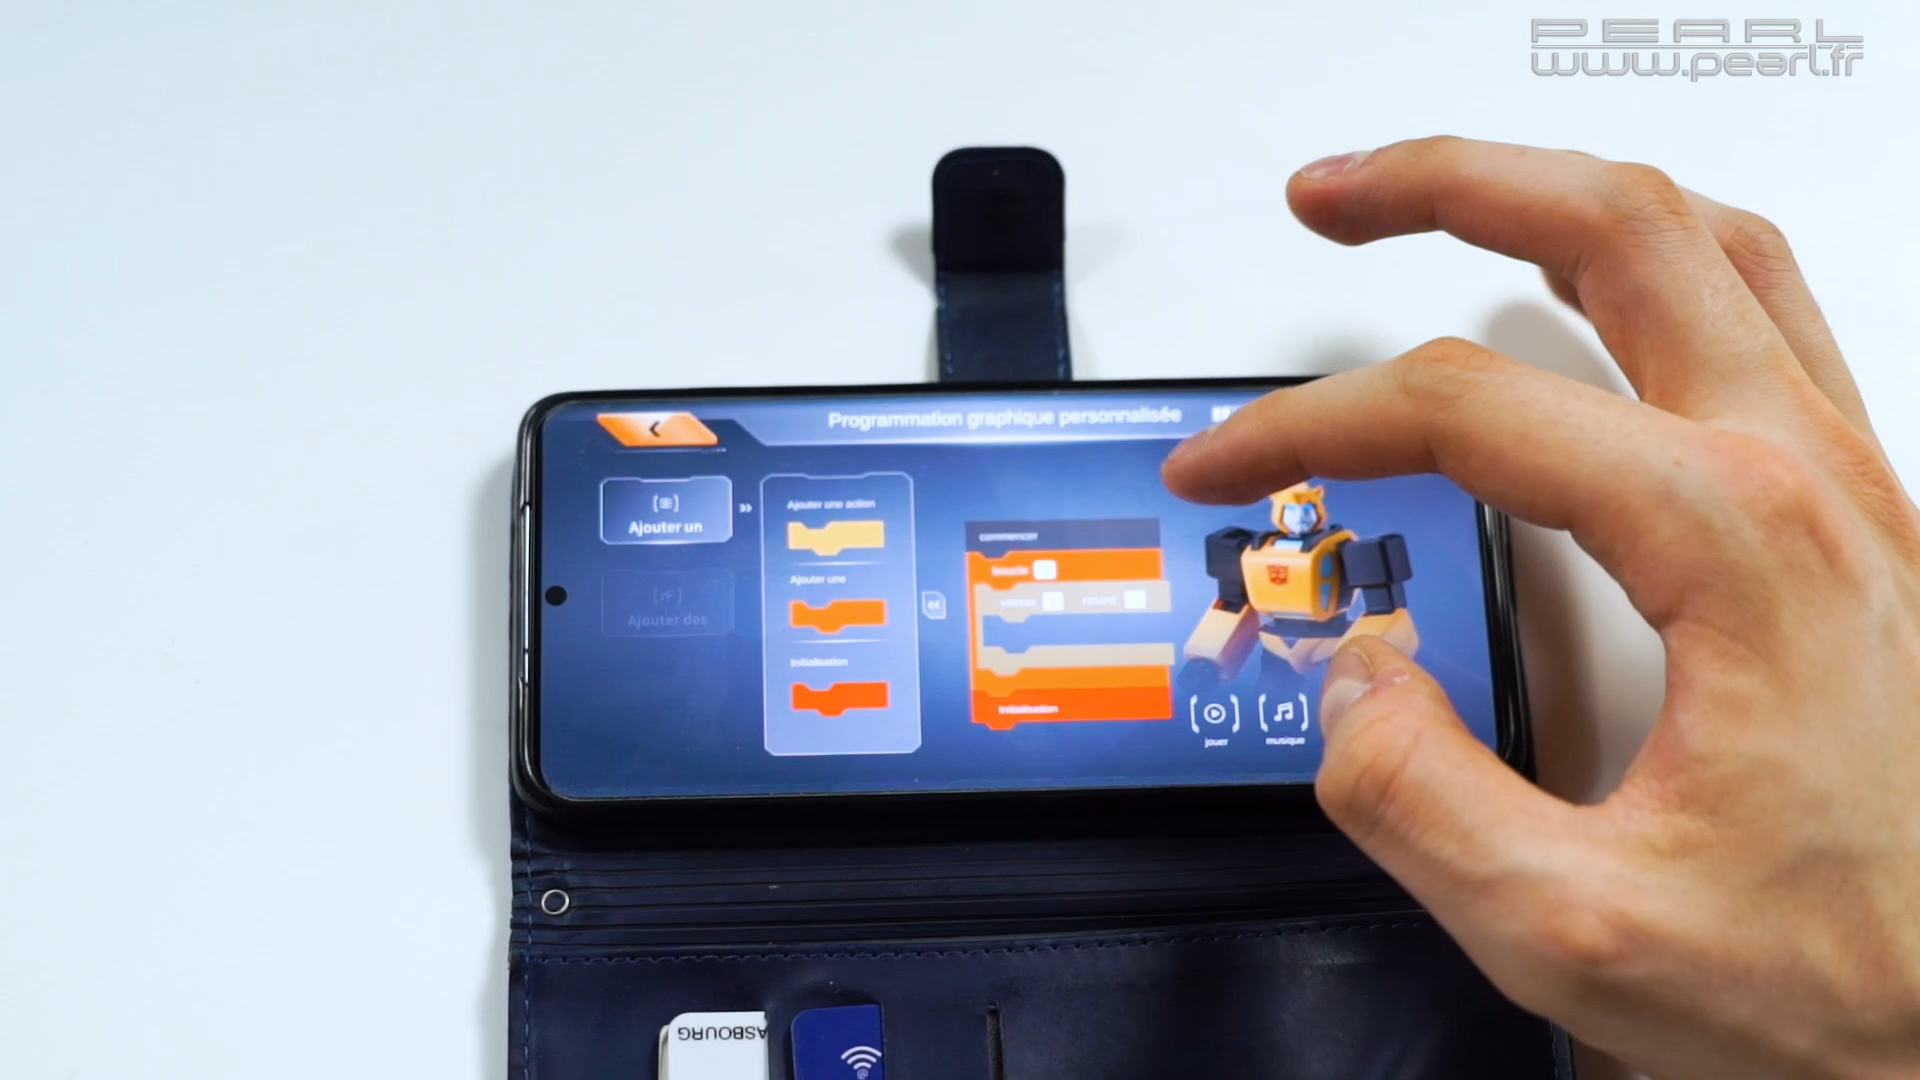 PEARL
www.pearl.fr
Programmation graphique personnalisée
Ajouter un
Ajouter des
Ajouter une action
Ajouter une
Initialisation
commencer
boucle
vitesse
retard
Initialisation
jouer
musique
ASBOURG